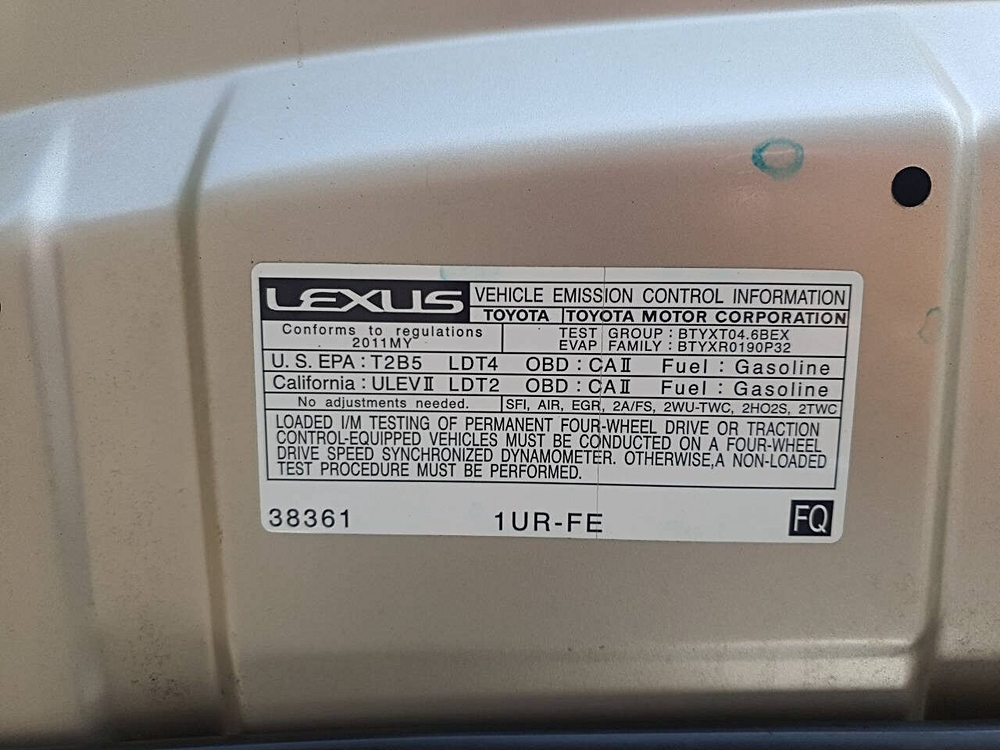 LEXUS VEHICLE EMISSION CONTROL INFORMATION
TOYOTA TOYOTA MOTOR CORPORATION
Conforms to regulations
2011MY
TEST GROUP : BTYXT04.6BEX
EVAP FAMILY : BTYXR0190P32
U.S. EPA : T2B5 LDT4 OBD : CAⅡ Fuel : Gasoline
California : ULEVⅡ LDT2 OBD : CAⅡ Fuel : Gasoline
No adjustments needed. SFI, AIR, EGR, 2A/FS, 2WU-TWC, 2HO2S, 2TWC
LOADED I/M TESTING OF PERMANENT FOUR-WHEEL DRIVE OR TRACTION
CONTROL-EQUIPPED VEHICLES MUST BE CONDUCTED ON A FOUR-WHEEL
DRIVE SPEED SYNCHRONIZED DYNAMOMETER. OTHERWISE,A NON-LOADED
TEST PROCEDURE MUST BE PERFORMED.
38361 1UR-FE FQ